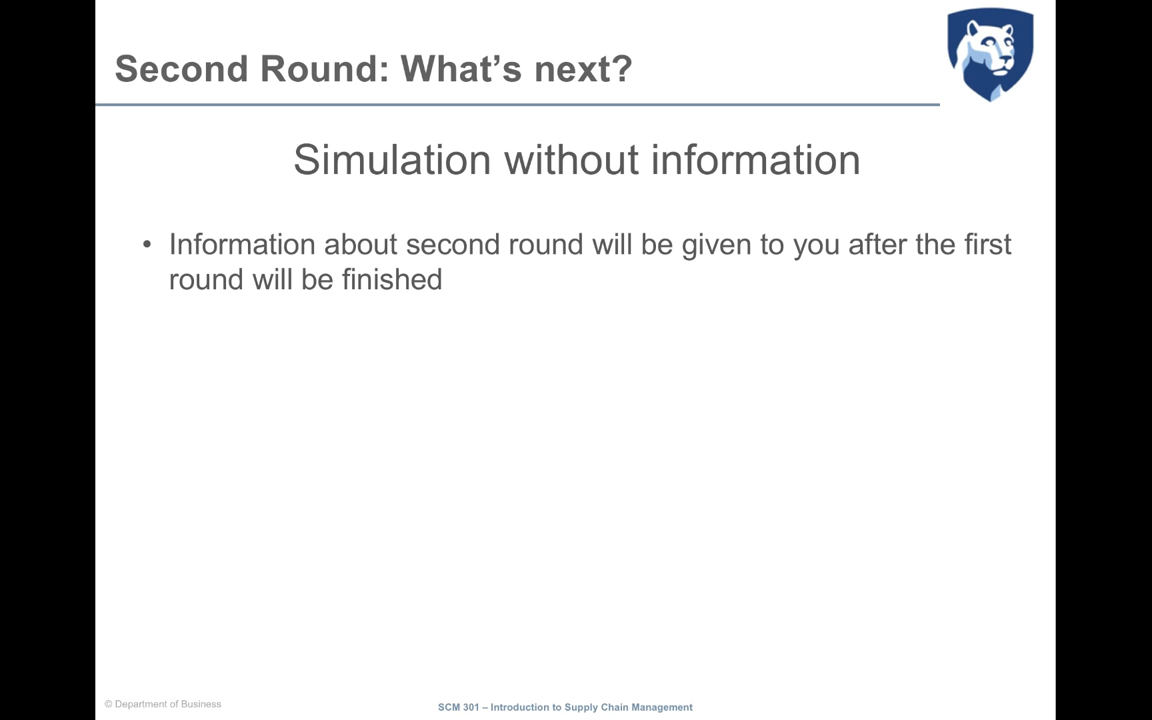 Second Round: What’s next?
Simulation without information
• Information about second round will be given to you after the first
round will be finished
© Department of Business
SCM 301 – Introduction to Supply Chain Management